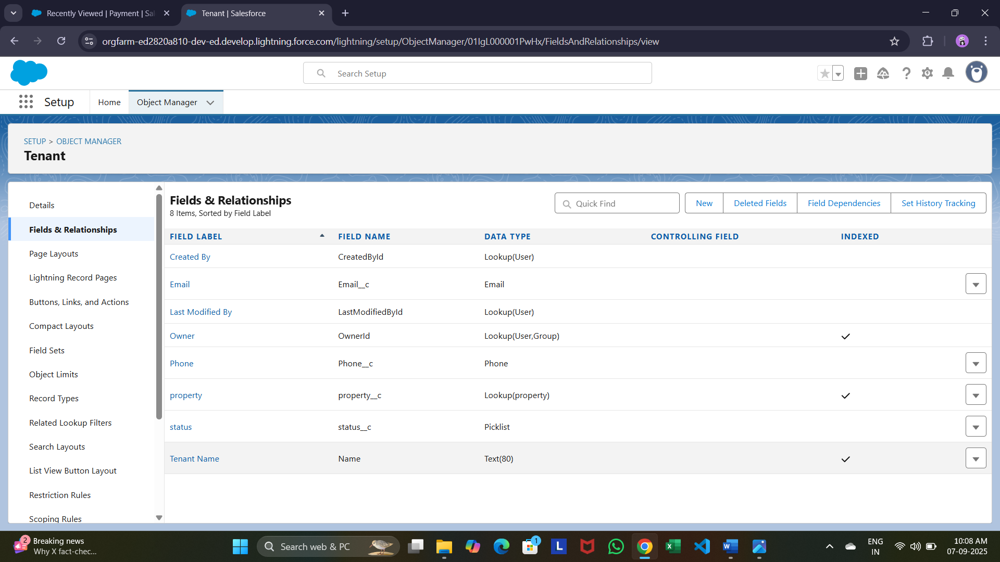 Recently Viewed | Payment | Sal
Tenant | Salesforce
orgfarm-ed2820a810-dev-ed.develop.lightning.force.com/lightning/setup/ObjectManager/01IgL000001PwHx/FieldsAndRelationships/view
Search Setup
Setup
Home
Object Manager
SETUP > OBJECT MANAGER
Tenant
Details
Fields & Relationships
Page Layouts
Lightning Record Pages
Buttons, Links, and Actions
Compact Layouts
Field Sets
Object Limits
Record Types
Related Lookup Filters
Search Layouts
List View Button Layout
Restriction Rules
Scoping Rules
Fields & Relationships
8 Items, Sorted by Field Label
Quick Find
New
Deleted Fields
Field Dependencies
Set History Tracking
FIELD LABEL FIELD NAME DATA TYPE CONTROLLING FIELD INDEXED
Created By CreatedById Lookup(User)
Email Email__c Email
Last Modified By LastModifiedById Lookup(User)
Owner OwnerId Lookup(User,Group)
Phone Phone__c Phone
property property__c Lookup(property)
status status__c Picklist
Tenant Name Name Text(80)
2
Breaking news
Why X fact-chec...
Search web & PC
1
L
X
W
ENG
IN
10:08 AM
07-09-2025